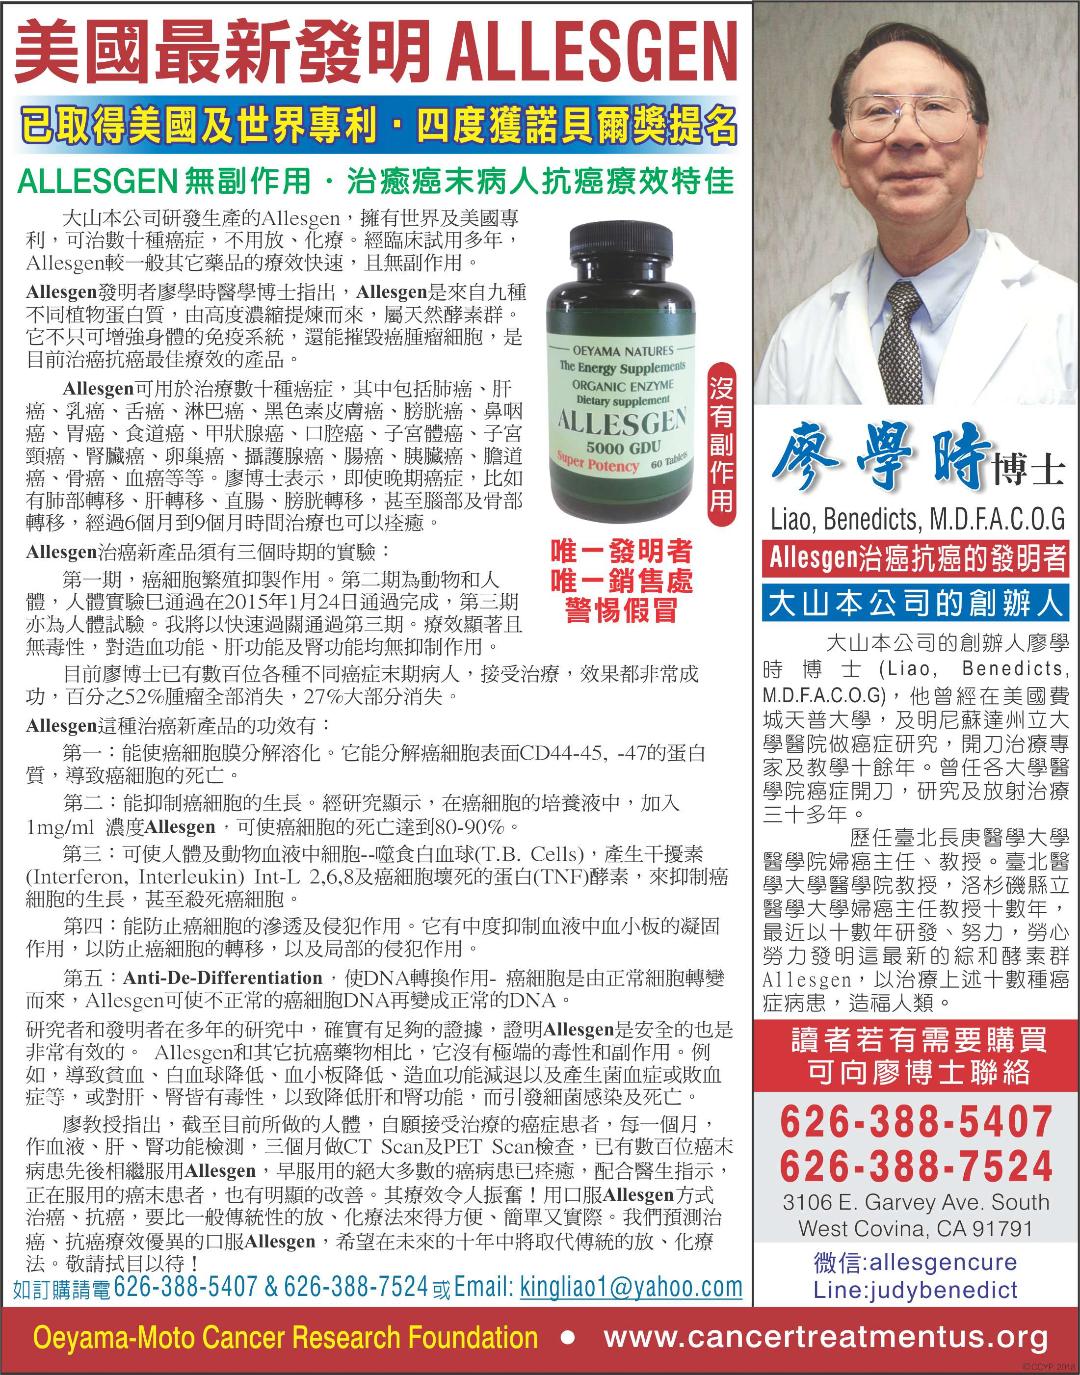 美國最新發明 ALLESGEN
已取得美國及世界專利・四度獲諾貝爾獎提名
ALLESGEN 無副作用・治癒癌末病人抗癌療效特佳
大山本公司研發生產的Allesgen，擁有世界及美國專
利，可治數十種癌症，不用放、化療。經臨床試用多年，
Allesgen較一般其它藥品的療效快速，且無副作用。
Allesgen發明者廖學時醫學博士指出，Allesgen是來自九種
不同植物蛋白質，由高度濃縮提煉而來，屬天然酵素群。
它不只可增強身體的免疫系統，還能摧毀癌腫瘤細胞，是
目前治癌抗癌最佳療效的產品。
Allesgen可用於治療數十種癌症，其中包括肺癌、肝
癌、乳癌、舌癌、淋巴癌、黑色素皮膚癌、膀胱癌、鼻咽
癌、胃癌、食道癌、甲狀腺癌、口腔癌、子宮體癌、子宮
頸癌、腎臟癌、卵巢癌、攝護腺癌、腸癌、胰臟癌、膽道
癌、骨癌、血癌等等。廖博士表示，即使晚期癌症，比如
有肺部轉移、肝轉移、直腸、膀胱轉移，甚至腦部及骨部
轉移，經過6個月到9個月時間治療也可以痊癒。
Allesgen治癌新產品須有三個時期的實驗：
第一期，癌細胞繁殖抑製作用。第二期為動物和人
體，人體實驗巳通過在2015年1月24日通過完成，第三期
亦為人體試驗。我將以快速過關通過第三期。療效顯著且
無毒性，對造血功能、肝功能及腎功能均無抑制作用。
目前廖博士已有數百位各種不同癌症末期病人，接受治療，效果都非常成
功，百分之52%腫瘤全部消失，27%大部分消失。
Allesgen這種治癌新產品的功效有：
第一：能使癌細胞膜分解溶化。它能分解癌細胞表面CD44-45, -47的蛋白
質，導致癌細胞的死亡。
第二：能抑制癌細胞的生長。經研究顯示，在癌細胞的培養液中，加入
1mg/ml 濃度Allesgen，可使癌細胞的死亡達到80-90%。
第三：可使人體及動物血液中細胞--噬食白血球(T.B. Cells)，產生干擾素
(Interferon, Interleukin) Int-L 2,6,8及癌細胞壞死的蛋白(TNF)酵素，來抑制癌
細胞的生長，甚至殺死癌細胞。
第四：能防止癌細胞的滲透及侵犯作用。它有中度抑制血液中血小板的凝固
作用，以防止癌細胞的轉移，以及局部的侵犯作用。
第五：Anti-De-Differentiation，使DNA轉換作用- 癌細胞是由正常細胞轉變
而來，Allesgen可使不正常的癌細胞DNA再變成正常的DNA。
研究者和發明者在多年的研究中，確實有足夠的證據，證明Allesgen是安全的也是
非常有效的。 Allesgen和其它抗癌藥物相比，它沒有極端的毒性和副作用。例
如，導致貧血、白血球降低、血小板降低、造血功能減退以及產生菌血症或敗血
症等，或對肝、腎皆有毒性，以致降低肝和腎功能，而引發細菌感染及死亡。
廖教授指出，截至目前所做的人體，自願接受治療的癌症患者，每一個月，
作血液、肝、腎功能檢測，三個月做CT Scan及PET Scan檢查，已有數百位癌末
病患先後相繼服用Allesgen，早服用的絕大多數的癌病患已痊癒，配合醫生指示，
正在服用的癌末患者，也有明顯的改善。其療效令人振奮！用口服Allesgen方式
治癌、抗癌，要比一般傳統性的放、化療法來得方便、簡單又實際。我們預測治
癌、抗癌療效優異的口服Allesgen，希望在未來的十年中將取代傳統的放、化療
法。敬請拭目以待！
如訂購請電 626-388-5407 & 626-388-7524 或 Email: kingliao1@yahoo.com
OEYAMA NATURES
The Energy Supplements
ORGANIC ENZYME
Dietary supplement
ALLESGEN
5000 GDU
Super Potency 60 Tablets
沒有副作用
唯一發明者
唯一銷售處
警惕假冒
廖學時博士
Liao, Benedicts, M.D.F.A.C.O.G
Allesgen治癌抗癌的發明者
大山本公司的創辦人
大山本公司的創辦人廖學
時博士(Liao, Benedicts,
M.D.F.A.C.O.G)，他曾經在美國費
城天普大學，及明尼蘇達州立大
學醫院做癌症研究，開刀治療專
家及教學十餘年。曾任各大學醫
學院癌症開刀，研究及放射治療
三十多年。
歷任臺北長庚醫學大學
醫學院婦癌主任、教授。臺北醫
學大學醫學院教授，洛杉磯縣立
醫學大學婦癌主任教授十數年，
最近以十數年研發、努力，勞心
勞力發明這最新的綜和酵素群
Allesgen，以治療上述十數種癌
症病患，造福人類。
讀者若有需要購買
可向廖博士聯絡
626-388-5407
626-388-7524
3106 E. Garvey Ave. South
West Covina, CA 91791
微信:allesgencure
Line:judybenedict
Oeyama-Moto Cancer Research Foundation ● www.cancertreatmentus.org
©CCYP 2018